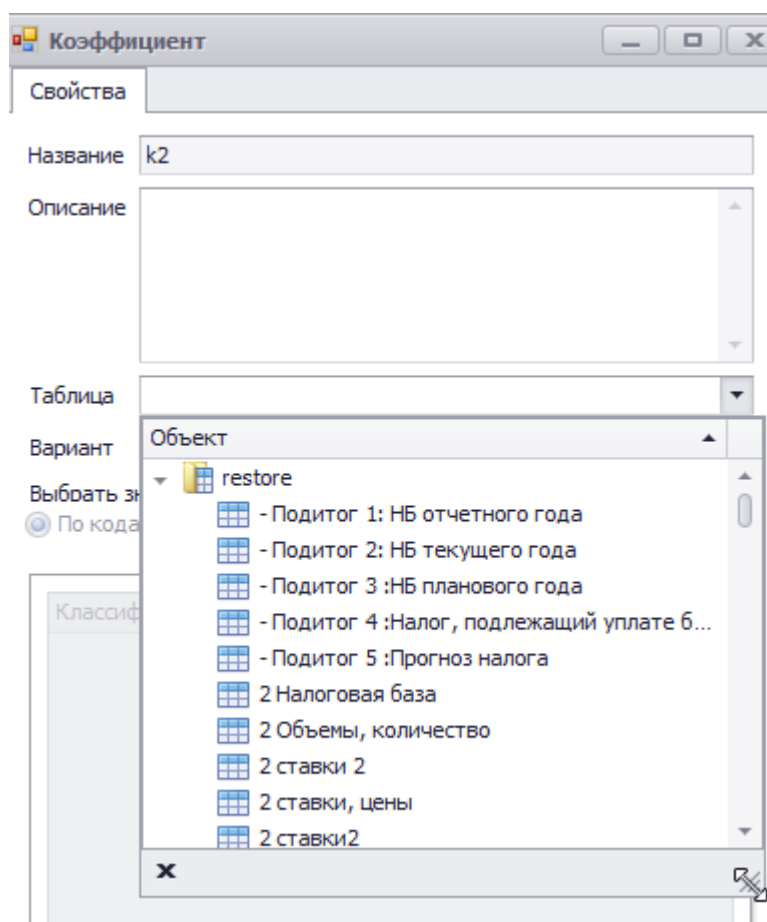 Коэффициент
Свойства
Название k2
Описание
Таблица
Вариант
Объект
restore
- Подитог 1: НБ отчетного года
- Подитог 2: НБ текущего года
- Подитог 3 :НБ планового года
- Подитог 4 :Налог, подлежащий уплате б...
- Подитог 5 :Прогноз налога
2 Налоговая база
2 Объемы, количество
2 ставки 2
2 ставки, цены
2 ставки2
Выбрать зн
По кода
Классиф